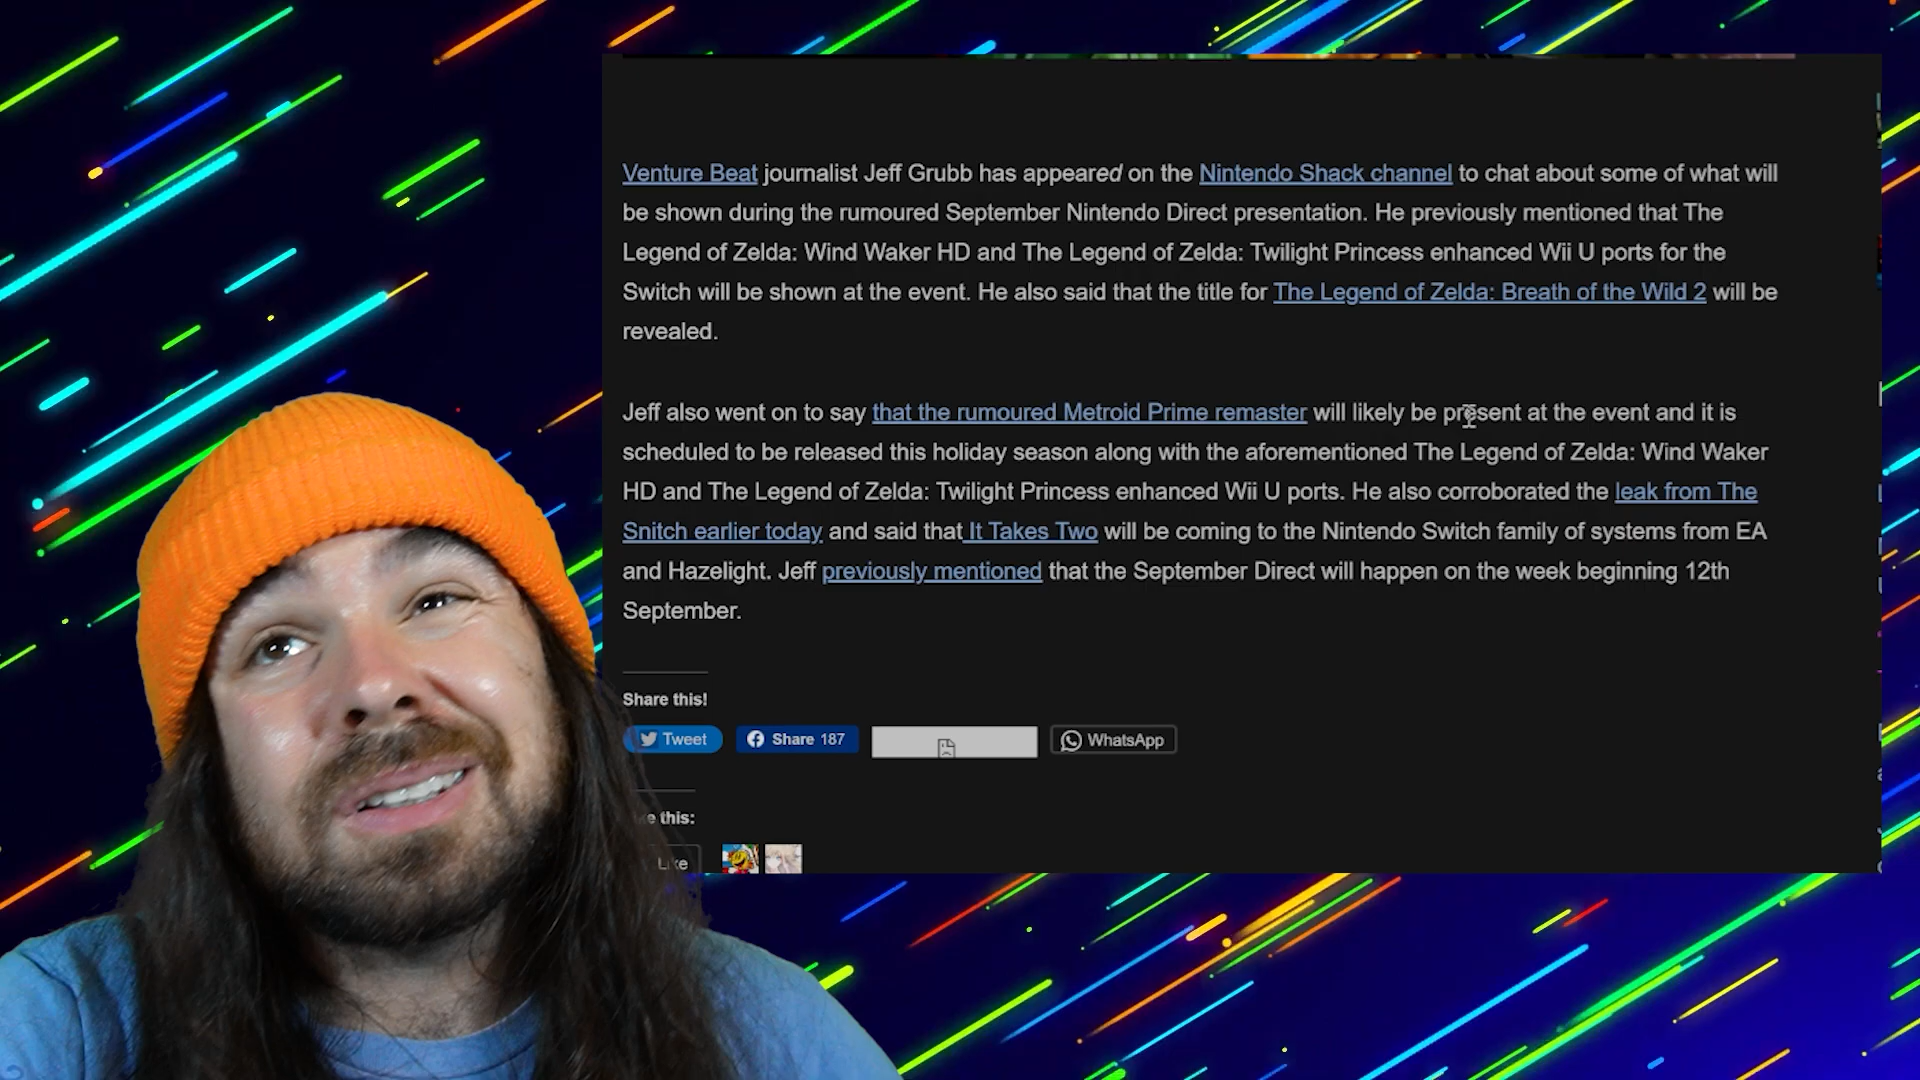 Venture Beat journalist Jeff Grubb has appeared on the Nintendo Shack channel to chat about some of what will
be shown during the rumoured September Nintendo Direct presentation. He previously mentioned that The
Legend of Zelda: Wind Waker HD and The Legend of Zelda: Twilight Princess enhanced Wii U ports for the
Switch will be shown at the event. He also said that the title for The Legend of Zelda: Breath of the Wild 2 will be
revealed.
Jeff also went on to say that the rumoured Metroid Prime remaster will likely be present at the event and it is
scheduled to be released this holiday season along with the aforementioned The Legend of Zelda: Wind Waker
HD and The Legend of Zelda: Twilight Princess enhanced Wii U ports. He also corroborated the leak from The
Snitch earlier today and said that It Takes Two will be coming to the Nintendo Switch family of systems from EA
and Hazelight. Jeff previously mentioned that the September Direct will happen on the week beginning 12th
September.
Share this!
Tweet Share 187 WhatsApp
this:
Like